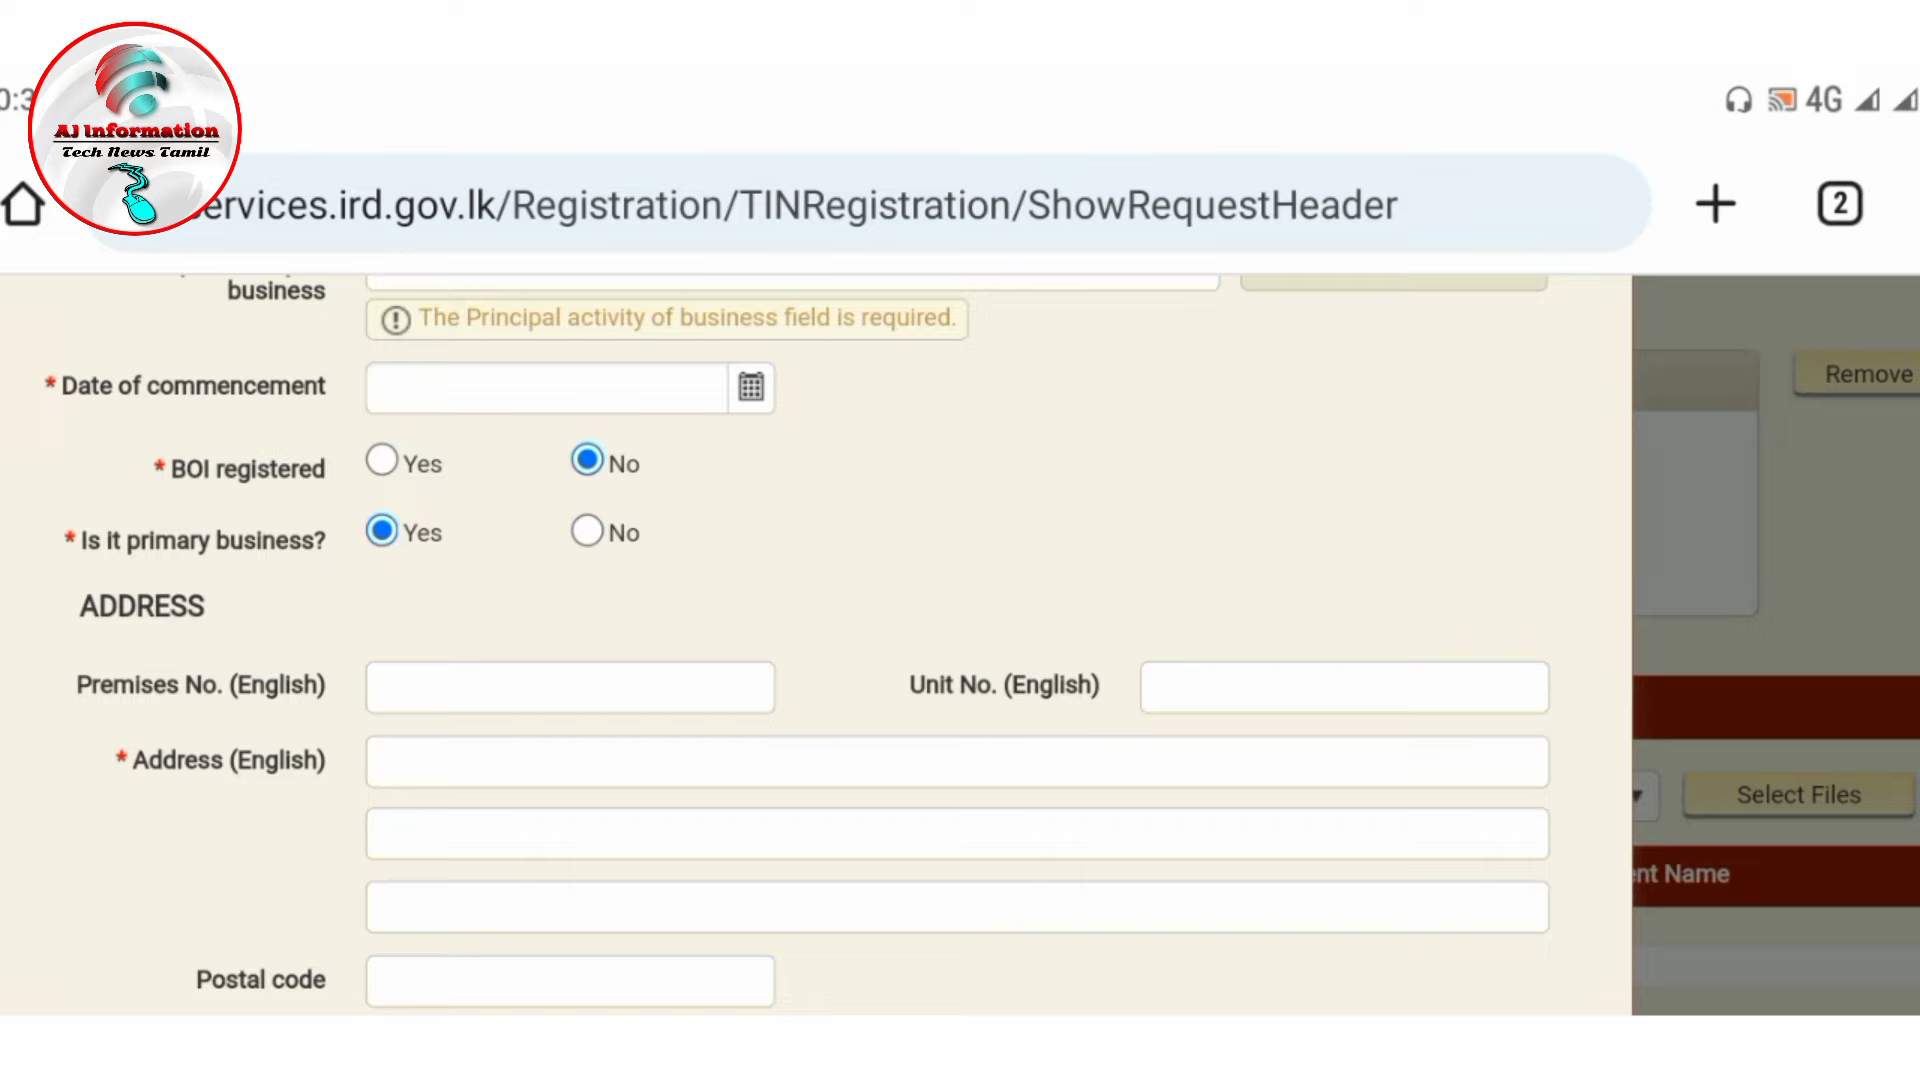 AJ Information
Tech News Tamil
4G
ervices.ird.gov.lk/Registration/TINRegistration/ShowRequestHeader
2
business
The Principal activity of business field is required.
* Date of commencement
Remove
* BOI registered
Yes
No
* Is it primary business?
Yes
No
ADDRESS
Premises No. (English)
Unit No. (English)
* Address (English)
Select Files
ent Name
Postal code